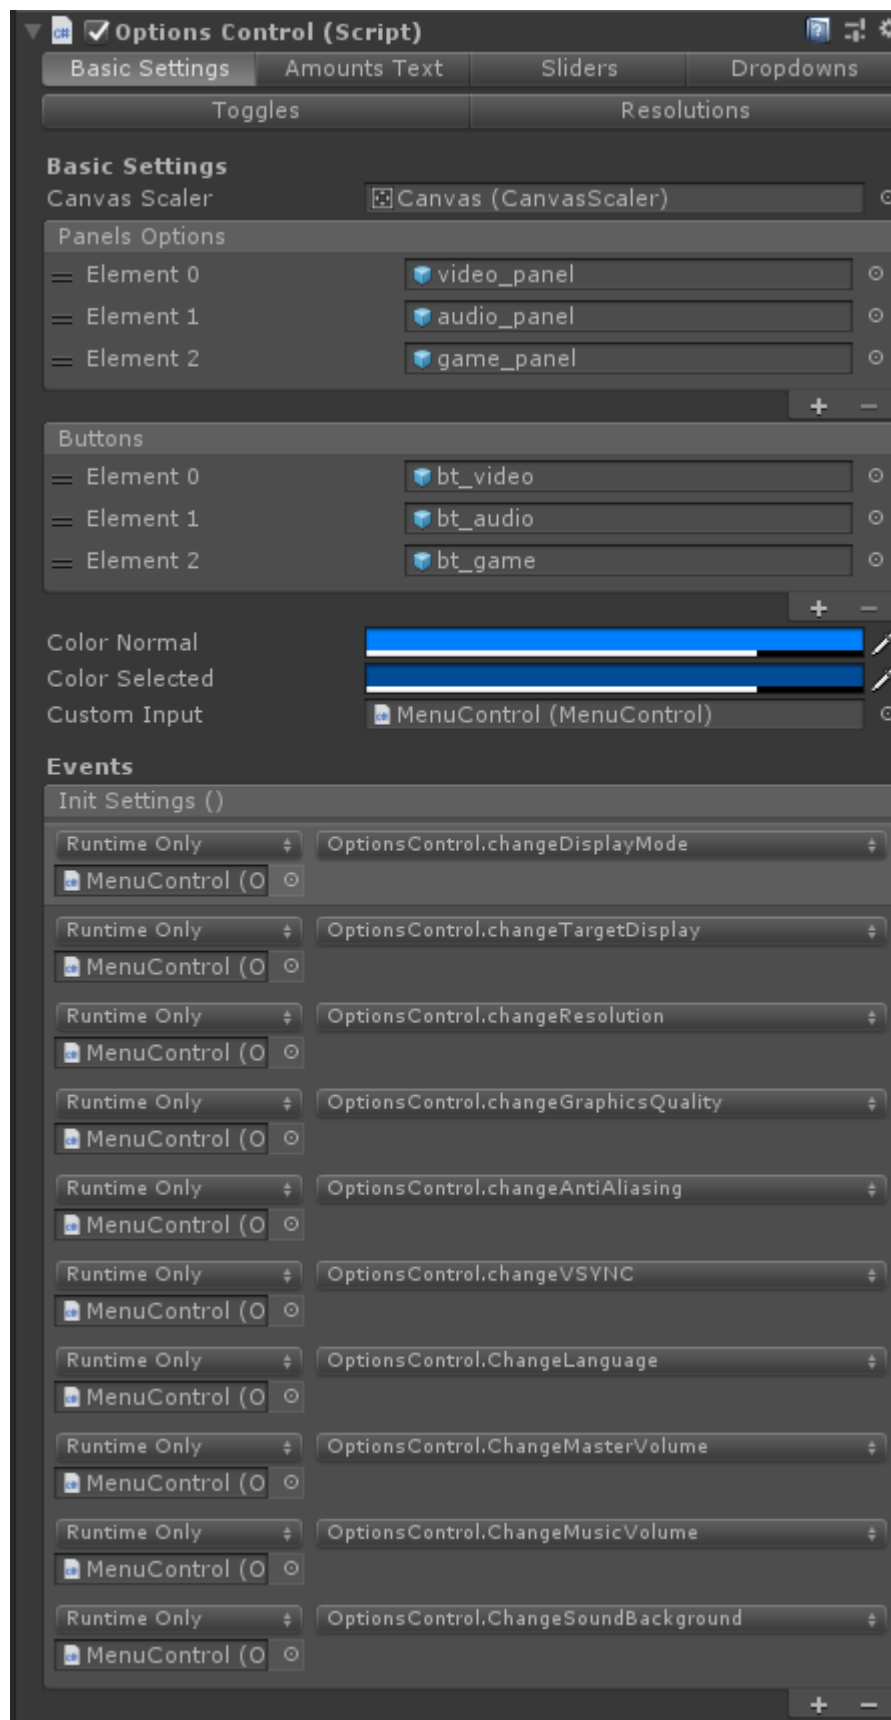 Options Control (Script)
Basic Settings Amounts Text Sliders Dropdowns
Toggles Resolutions
Basic Settings
Canvas Scaler Canvas (CanvasScaler)
Panels Options
Element 0 video_panel
Element 1 audio_panel
Element 2 game_panel
Buttons
Element 0 bt_video
Element 1 bt_audio
Element 2 bt_game
Color Normal
Color Selected
Custom Input MenuControl (MenuControl)
Events
Init Settings ()
Runtime Only OptionsControl.changeDisplayMode
MenuControl (O
Runtime Only OptionsControl.changeTargetDisplay
MenuControl (O
Runtime Only OptionsControl.changeResolution
MenuControl (O
Runtime Only OptionsControl.changeGraphicsQuality
MenuControl (O
Runtime Only OptionsControl.changeAntiAliasing
MenuControl (O
Runtime Only OptionsControl.changeVSYNC
MenuControl (O
Runtime Only OptionsControl.ChangeLanguage
MenuControl (O
Runtime Only OptionsControl.ChangeMasterVolume
MenuControl (O
Runtime Only OptionsControl.ChangeMusicVolume
MenuControl (O
Runtime Only OptionsControl.ChangeSoundBackground
MenuControl (O